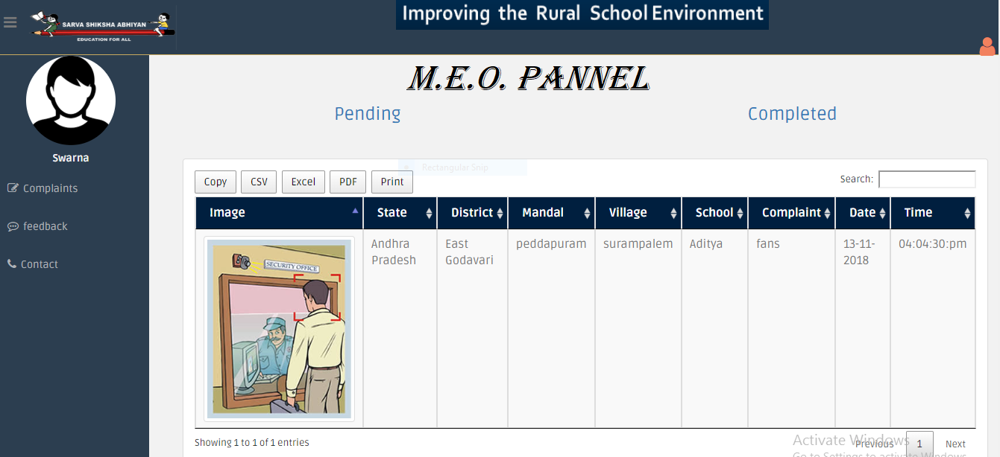 Improving the Rural School Environment
SARVA SHIKSHA ABHIYAN
EDUCATION FOR ALL
M.E.O. PANNEL
Pending Completed
Swarna
Complaints
feedback
Contact
Rectangular Snip
Copy CSV Excel PDF Print Search:
Image State District Mandal Village School Complaint Date Time
SECURITY OFFICE
Andhra East peddapuram surampalem Aditya fans 13-11- 04:04:30:pm
Pradesh Godavari 2018
Showing 1 to 1 of 1 entries Previous 1 Next
Activate Windows
Go to Settings to activate Windows.